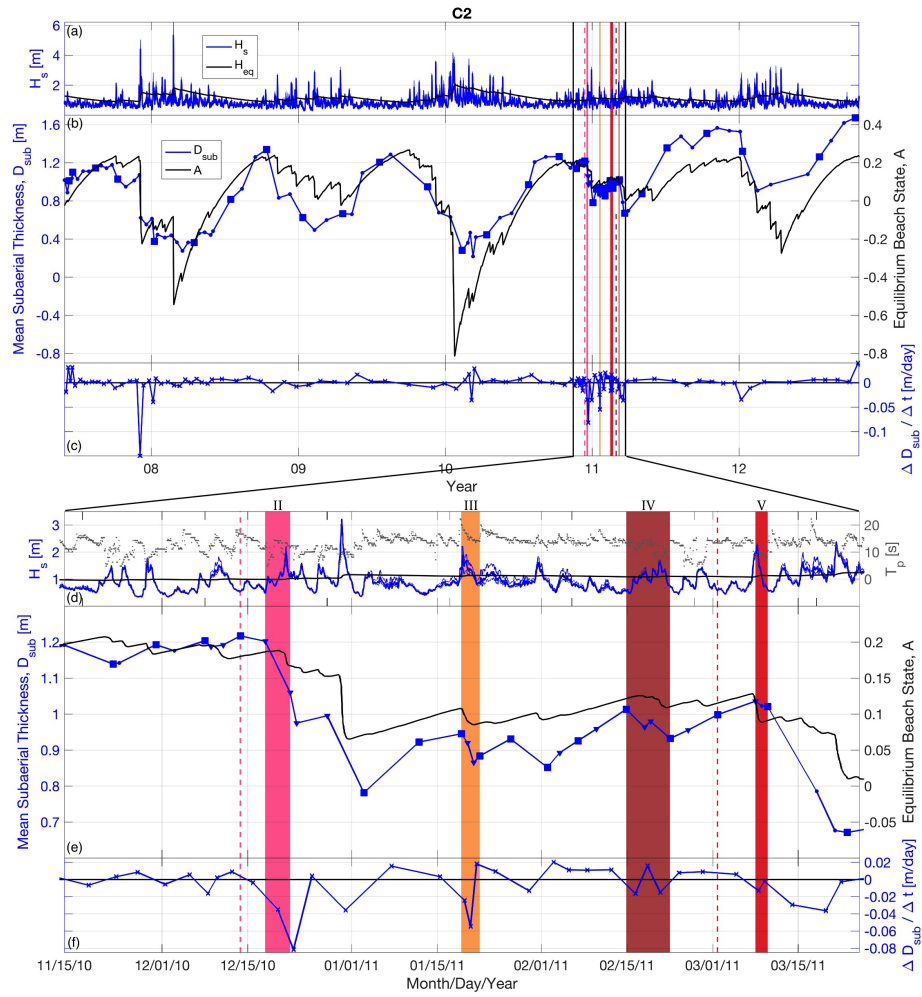 C2
(a)
6
4
2
H_s [m]
H_s
H_eq
(b)
1.6
1.2
0.8
0.4
0
-0.4
-0.8
Mean Subaerial Thickness, D_sub [m]
D_sub
A
0.4
0.2
0
-0.2
-0.4
-0.6
-0.8
Equilibrium Beach State, A
(c)
0
-0.05
-0.1
Δ D_sub / Δ t [m/day]
08 09 10 11 12
Year
II III IV V
3
2
1
H_s [m]
(d)
20
10
0
T_p [s]
1.2
1.1
1
0.9
0.8
0.7
Mean Subaerial Thickness, D_sub [m]
(e)
0.2
0.15
0.1
0.05
0
-0.05
Equilibrium Beach State, A
(f)
0.02
0
-0.02
-0.04
-0.06
-0.08
Δ D_sub / Δ t [m/day]
11/15/10 12/01/10 12/15/10 01/01/11 01/15/11 02/01/11 02/15/11 03/01/11 03/15/11
Month/Day/Year